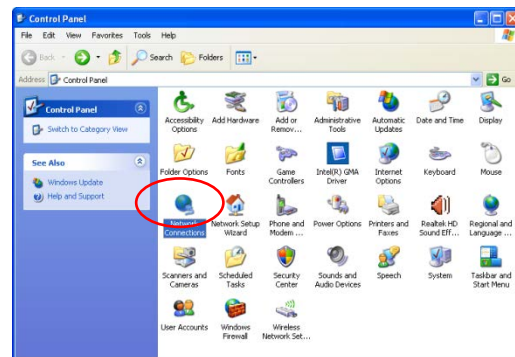 Control Panel
File Edit View Favorites Tools Help
Back Search Folders
Address Control Panel Go
Control Panel
Switch to Category View
See Also
Windows Update
Help and Support
Accessibility Options
Add Hardware
Add or Remov...
Administrative Tools
Automatic Updates
Date and Time
Display
Folder Options
Fonts
Game Controllers
Intel(R) GMA Driver
Internet Options
Keyboard
Mouse
Network Connections
Network Setup Wizard
Phone and Modem ...
Power Options
Printers and Faxes
Realtek HD Sound Eff...
Regional and Language ...
Scanners and Cameras
Scheduled Tasks
Security Center
Sounds and Audio Devices
Speech
System
Taskbar and Start Menu
User Accounts
Windows Firewall
Wireless Network Set...